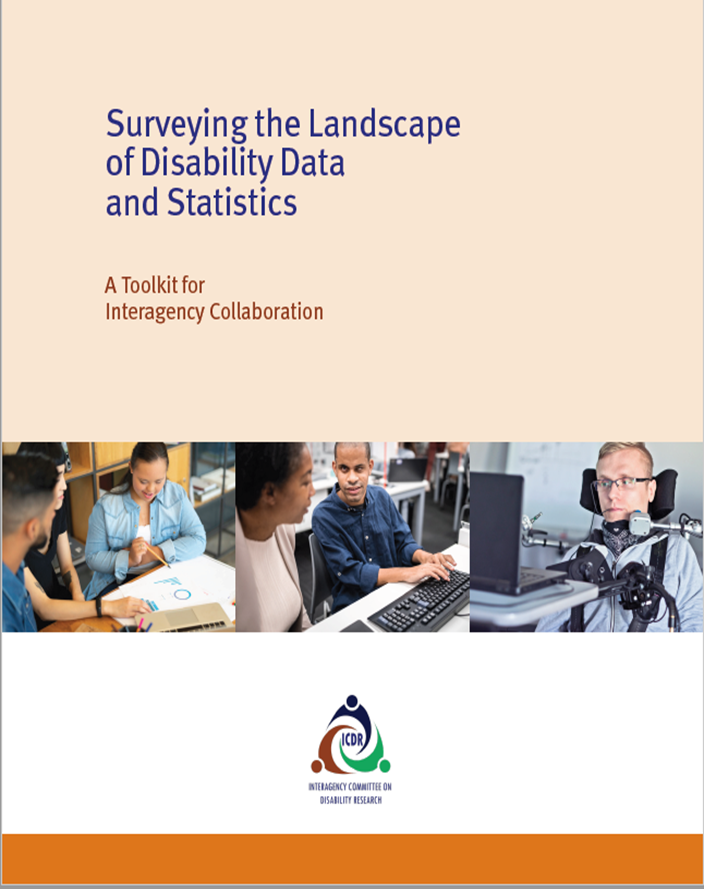 Surveying the Landscape
of Disability Data
and Statistics
A Toolkit for
Interagency Collaboration
ICDR
INTERAGENCY COMMITTEE ON
DISABILITY RESEARCH